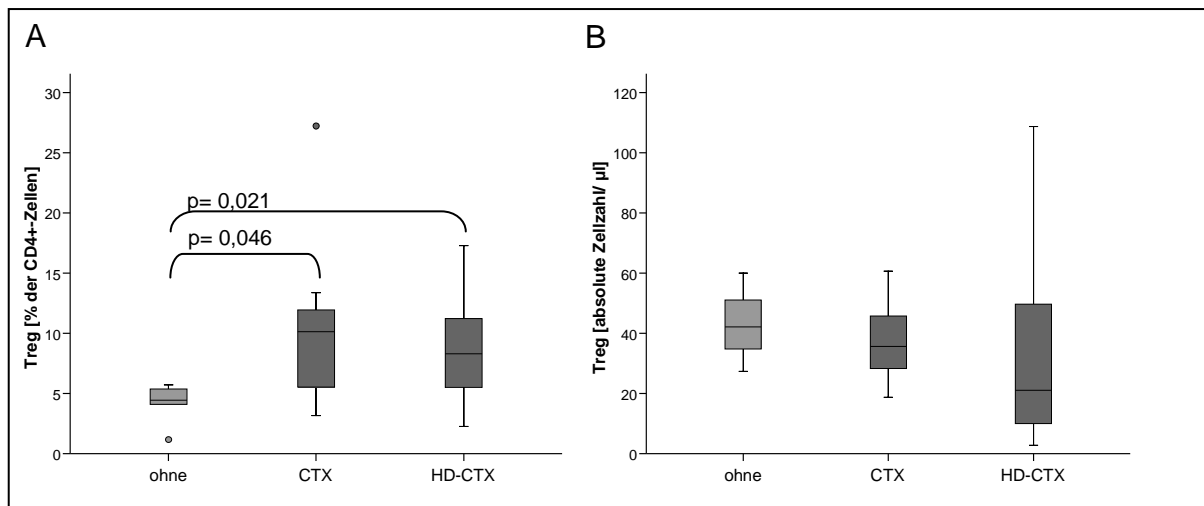 A
Treg [% der CD4+-Zellen]
30
25
20
15
10
5
0
p= 0,021
p= 0,046
ohne
CTX
HD-CTX
B
Treg [absolute Zellzahl/ µl]
120
100
80
60
40
20
0
ohne
CTX
HD-CTX